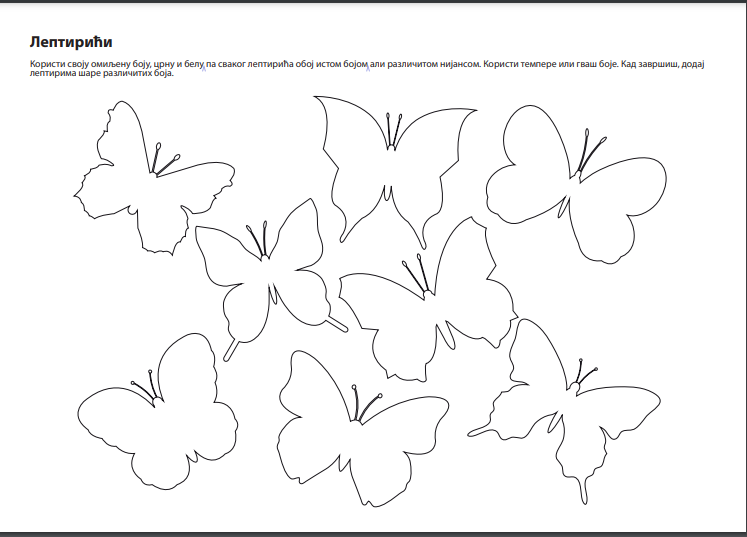 Лептирићи
Користи своју омиљену боју, црну и белу па сваког лептирића обој истом бојом али различитом нијансом. Користи темпере или гваш боје. Кад завршиш, додај
лептирима шаре различитих боја.